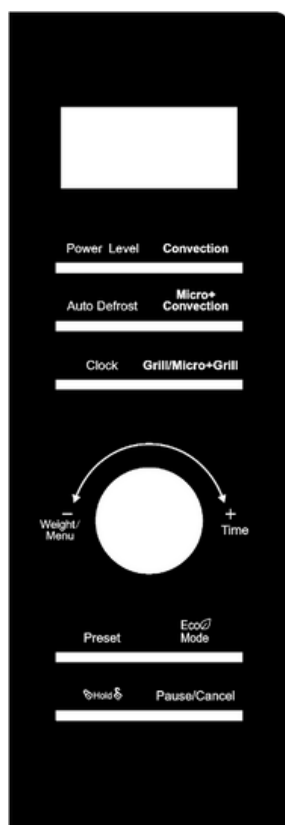 Power Level Convection
Micro+
Auto Defrost Convection
Clock Grill/Micro+Grill
− +
Weight/ Time
Menu
Eco
Preset Mode
Hold Pause/Cancel